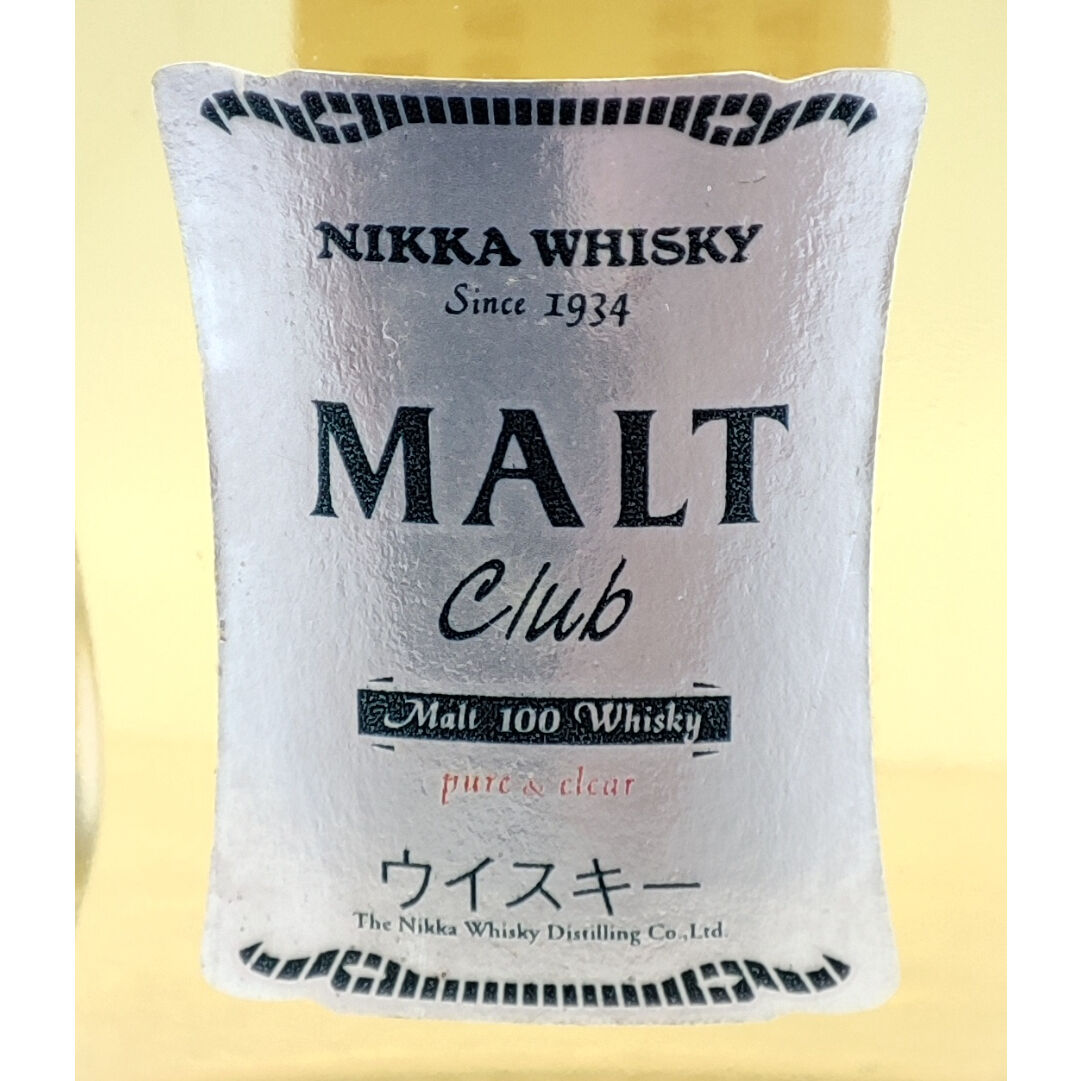 NIKKA WHISKY
Since 1934
MALT
Club
Malt 100 Whisky
pure & clear
ウイスキー
The Nikka Whisky Distilling Co.,Ltd.